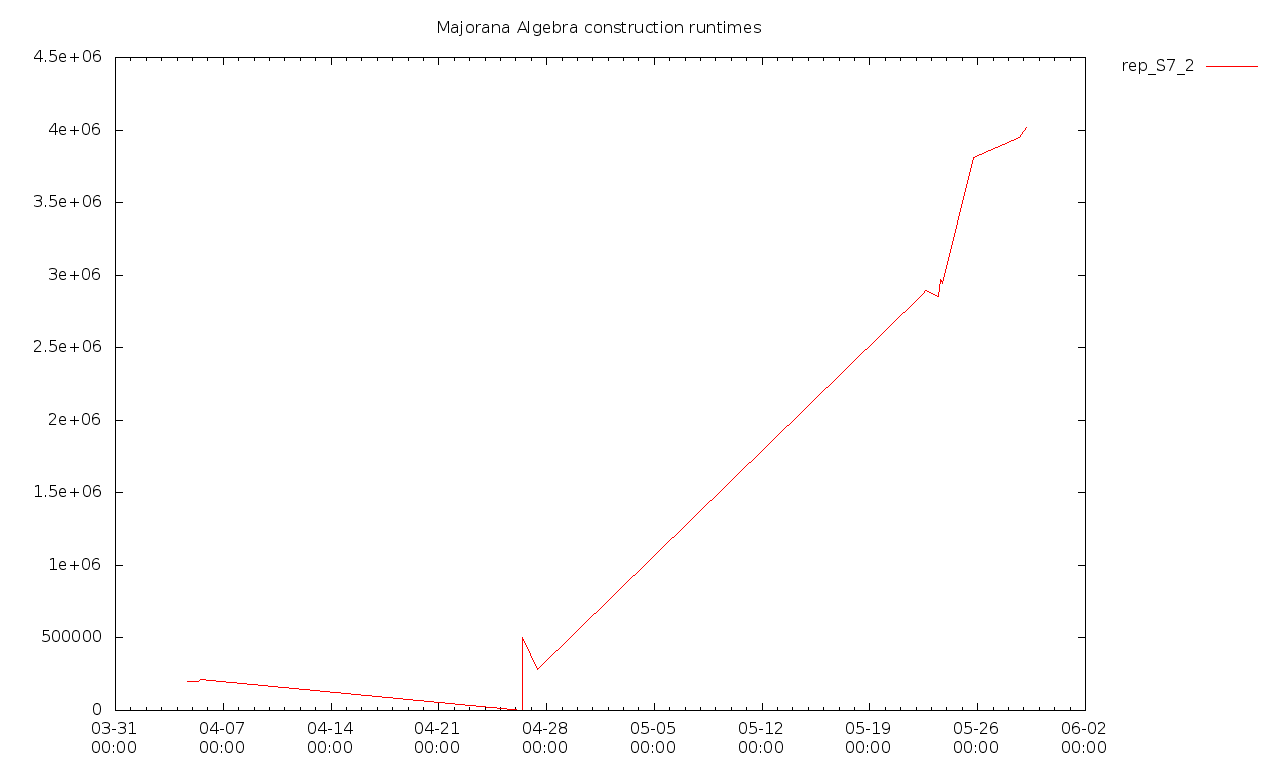 Majorana Algebra construction runtimes
rep_S7_2
4.5e+06
4e+06
3.5e+06
3e+06
2.5e+06
2e+06
1.5e+06
1e+06
500000
0
03-31 04-07 04-14 04-21 04-28 05-05 05-12 05-19 05-26 06-02
00:00 00:00 00:00 00:00 00:00 00:00 00:00 00:00 00:00 00:00